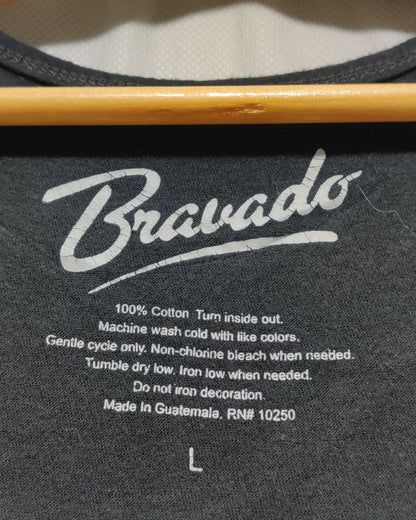 Bravado
100% Cotton Turn inside out.
Machine wash cold with like colors.
Gentle cycle only. Non-chlorine bleach when needed.
Tumble dry low. Iron low when needed.
Do not iron decoration.
Made In Guatemala. RN# 10250
L